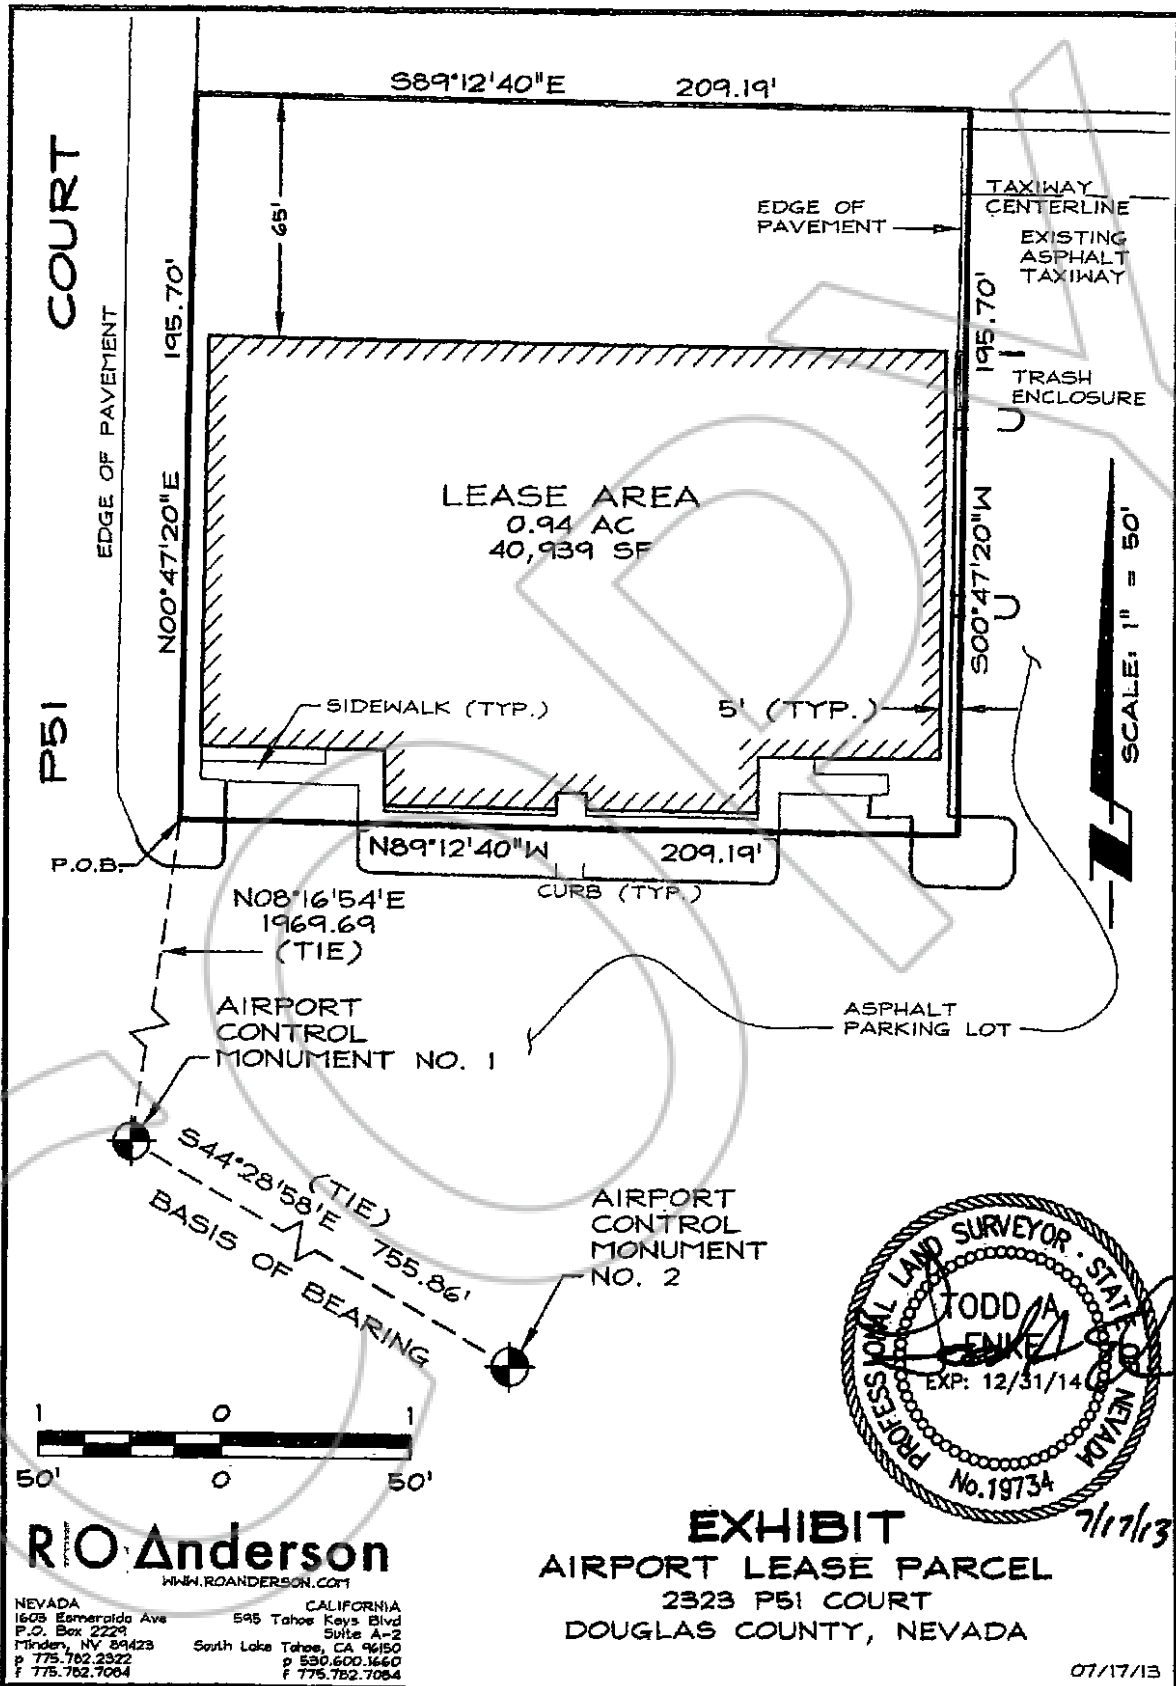 S89°12'40"E 209.19'
COURT
P51
EDGE OF PAVEMENT
195.70'
N00°47'20"E
65'
EDGE OF
PAVEMENT
TAXIWAY
CENTERLINE
EXISTING
ASPHALT
TAXIWAY
195.70'
S00°47'20"W
TRASH
ENCLOSURE
LEASE AREA
0.94 AC
40,939 SF
SIDEWALK (TYP.)
5' (TYP.)
SCALE: 1" = 50'
P.O.B.
N89°12'40"W 209.19'
CURB (TYP.)
N08°16'54'E
1969.69
(TIE)
AIRPORT
CONTROL
MONUMENT NO. 1
ASPHALT
PARKING LOT
(TIE)
S44°28'58'E 755.86'
BASIS OF BEARING
AIRPORT
CONTROL
MONUMENT
NO. 2
PROFESSIONAL LAND SURVEYOR · STATE OF NEVADA
TODD A.
ENKE
EXP: 12/31/14
No.19734
7/17/13
1 0 1
50' 0 50'
R|O Anderson
WWW.ROANDERSON.COM
NEVADA
1603 Esmeralda Ave
P.O. Box 2229
Minden, NV 89423
p 775.782.2322
f 775.782.7084
CALIFORNIA
595 Tahoe Keys Blvd
Suite A-2
South Lake Tahoe, CA 96150
p 530.600.1660
f 775.782.7084
EXHIBIT
AIRPORT LEASE PARCEL
2323 P51 COURT
DOUGLAS COUNTY, NEVADA
07/17/13
COPY